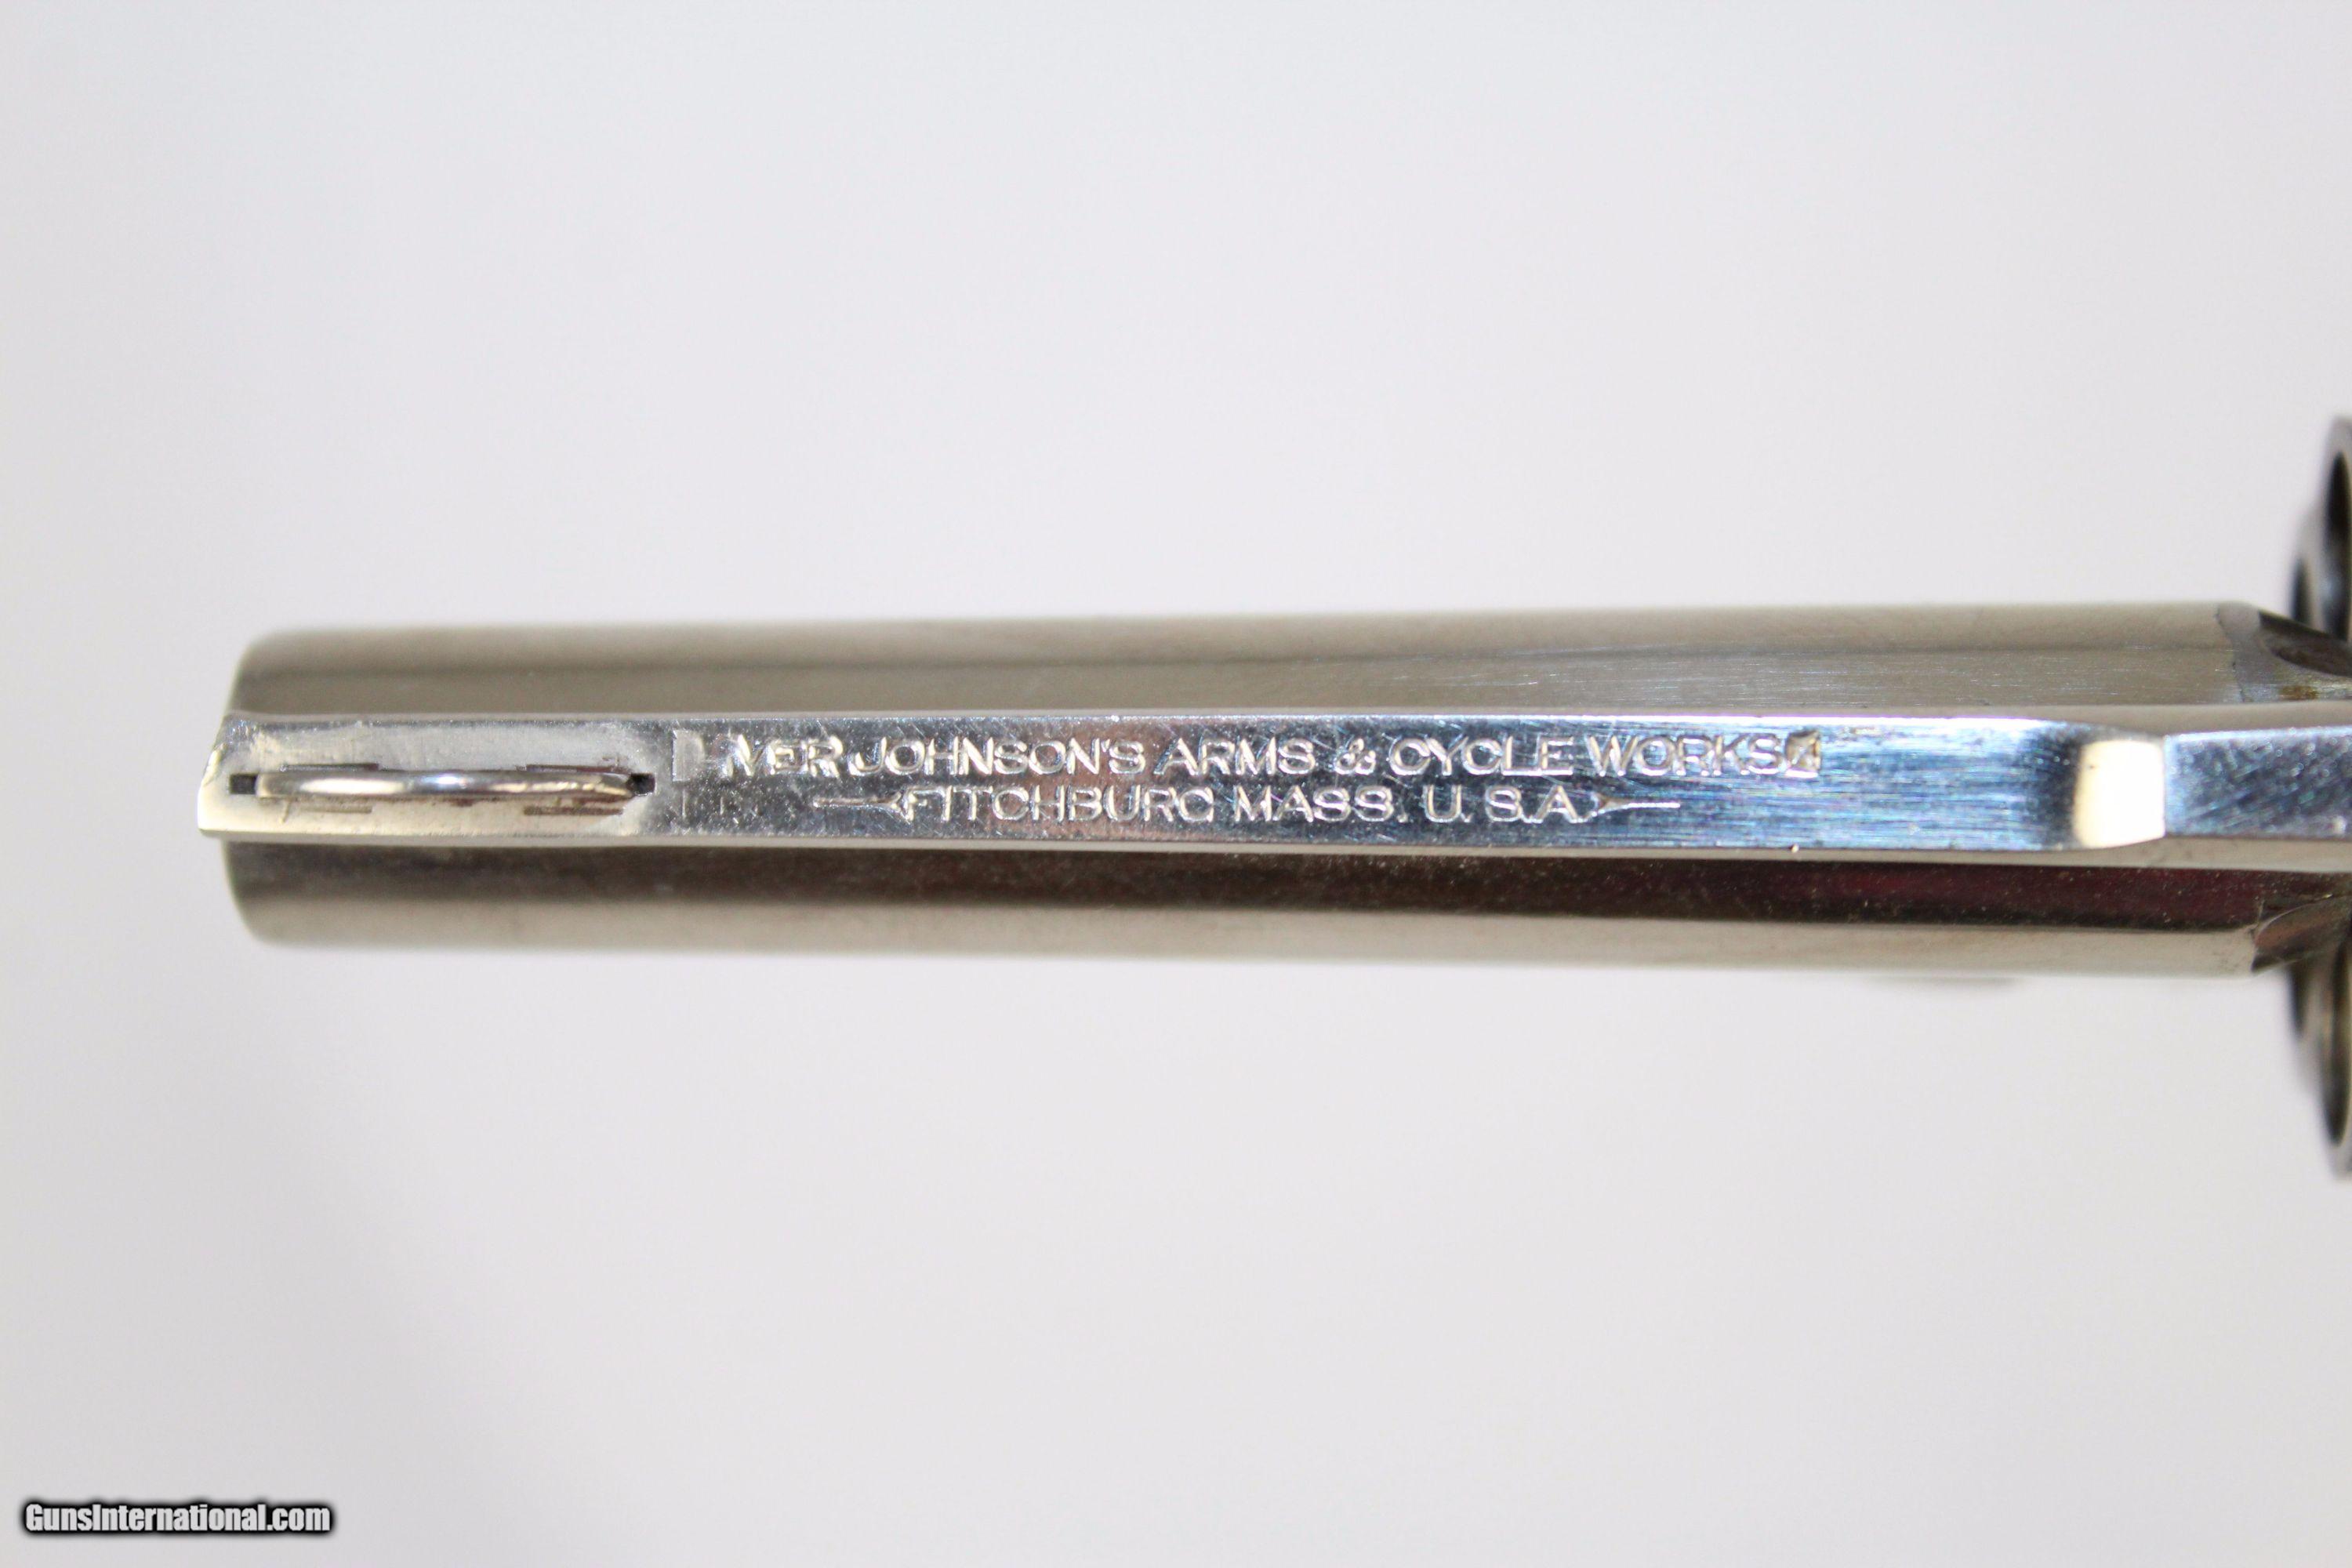 IVER JOHNSON'S ARMS & CYCLE WORKS
FITCHBURG MASS. U.S.A.
GunsInternational.com